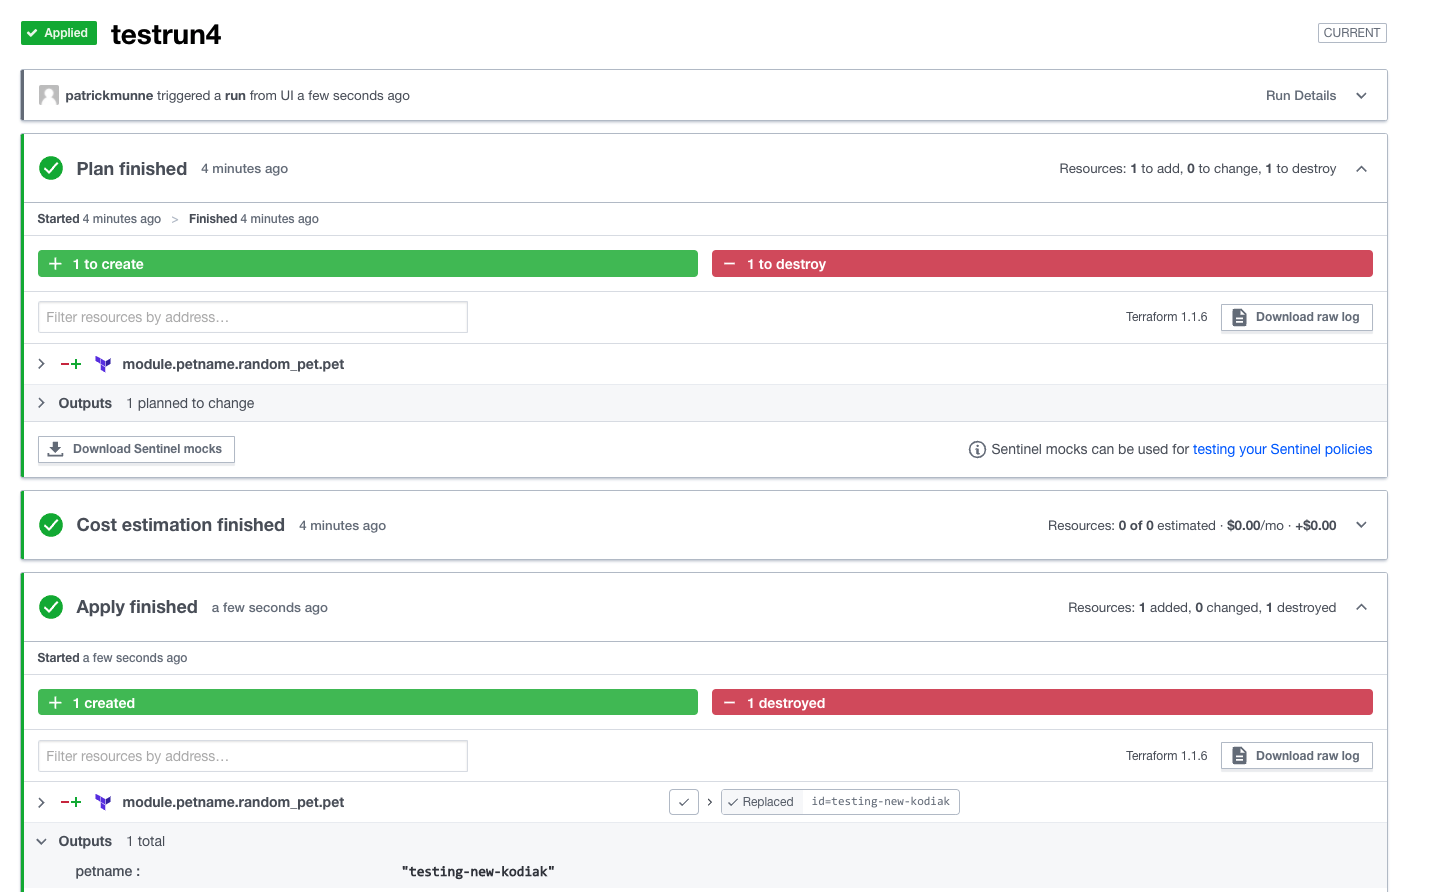 Applied testrun4 CURRENT
patrickmunne triggered a run from UI a few seconds ago Run Details
Plan finished 4 minutes ago Resources: 1 to add, 0 to change, 1 to destroy
Started 4 minutes ago > Finished 4 minutes ago
+ 1 to create − 1 to destroy
Filter resources by address... Terraform 1.1.6 Download raw log
−+ module.petname.random_pet.pet
Outputs 1 planned to change
Download Sentinel mocks Sentinel mocks can be used for testing your Sentinel policies
Cost estimation finished 4 minutes ago Resources: 0 of 0 estimated · $0.00/mo · +$0.00
Apply finished a few seconds ago Resources: 1 added, 0 changed, 1 destroyed
Started a few seconds ago
+ 1 created − 1 destroyed
Filter resources by address... Terraform 1.1.6 Download raw log
−+ module.petname.random_pet.pet Replaced id=testing-new-kodiak
Outputs 1 total
petname : "testing-new-kodiak"